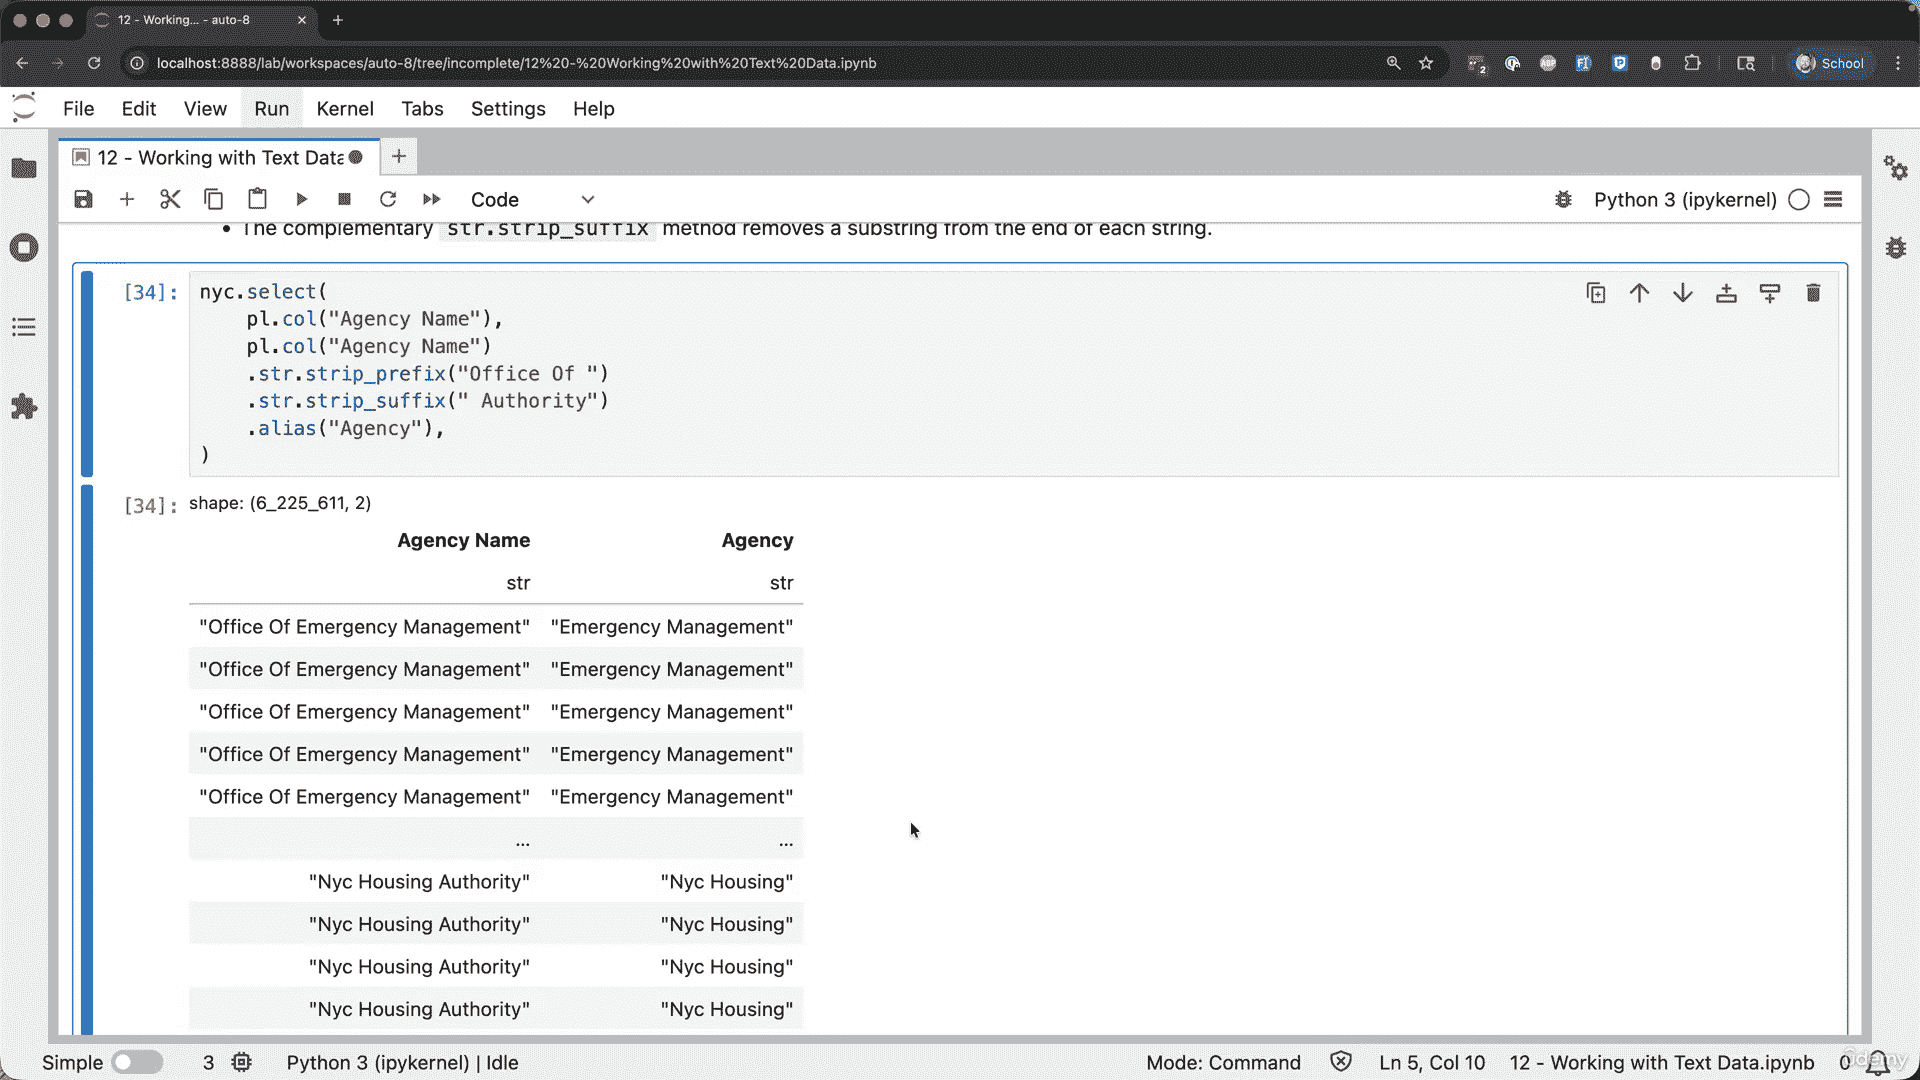 12 - Working... - auto-8
localhost:8888/lab/workspaces/auto-8/tree/incomplete/12%20-%20Working%20with%20Text%20Data.ipynb
2
ABP
School
File Edit View Run Kernel Tabs Settings Help
12 - Working with Text Data
Code
Python 3 (ipykernel)
• The complementary str.strip_suffix method removes a substring from the end of each string.
[34]: nyc.select(
pl.col("Agency Name"),
pl.col("Agency Name")
.str.strip_prefix("Office Of ")
.str.strip_suffix(" Authority")
.alias("Agency"),
)
[34]: shape: (6_225_611, 2)
Agency Name Agency
str str
"Office Of Emergency Management" "Emergency Management"
"Office Of Emergency Management" "Emergency Management"
"Office Of Emergency Management" "Emergency Management"
"Office Of Emergency Management" "Emergency Management"
"Office Of Emergency Management" "Emergency Management"
... ...
"Nyc Housing Authority" "Nyc Housing"
"Nyc Housing Authority" "Nyc Housing"
"Nyc Housing Authority" "Nyc Housing"
"Nyc Housing Authority" "Nyc Housing"
Simple 3 Python 3 (ipykernel) | Idle Mode: Command Ln 5, Col 10 12 - Working with Text Data.ipynb 0
udemy